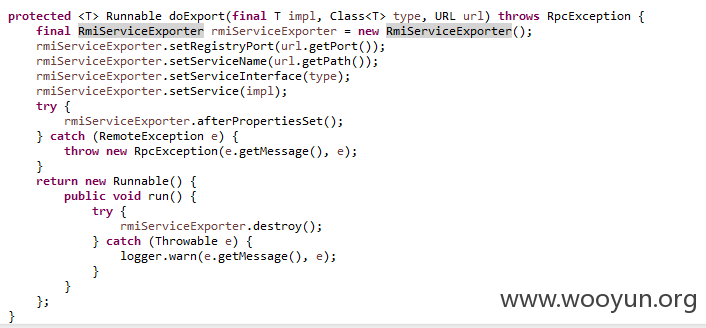 protected <T> Runnable doExport(final T impl, Class<T> type, URL url) throws RpcException {
    final RmiServiceExporter rmiServiceExporter = new RmiServiceExporter();
    rmiServiceExporter.setRegistryPort(url.getPort());
    rmiServiceExporter.setServiceName(url.getPath());
    rmiServiceExporter.setServiceInterface(type);
    rmiServiceExporter.setService(impl);
    try {
        rmiServiceExporter.afterPropertiesSet();
    } catch (RemoteException e) {
        throw new RpcException(e.getMessage(), e);
    }
    return new Runnable() {
        public void run() {
            try {
                rmiServiceExporter.destroy();
            } catch (Throwable e) {
                logger.warn(e.getMessage(), e);
            }
        }
    };
}
www.wooyun.org